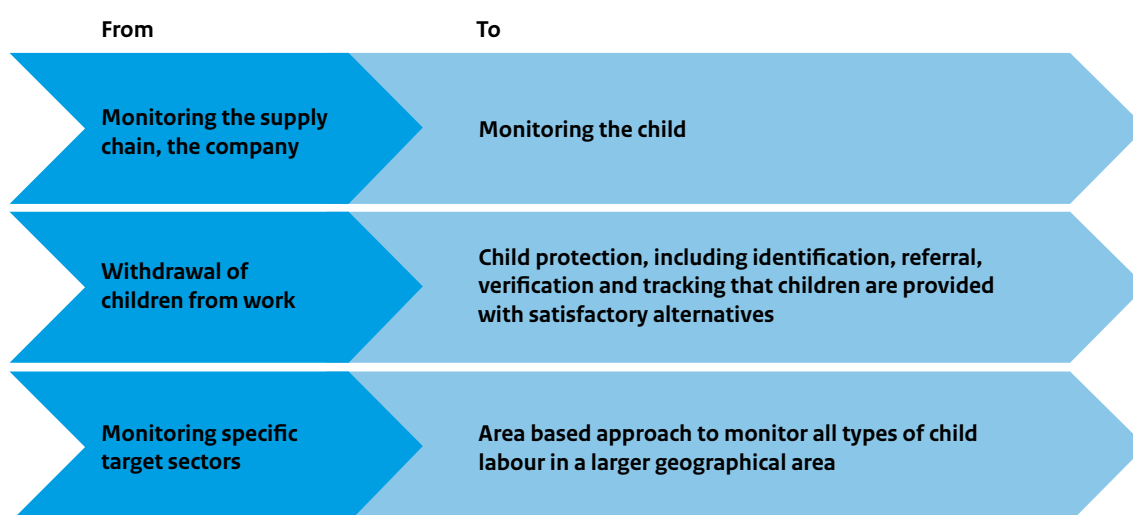 From
To
Monitoring the supply
chain, the company
Monitoring the child
Withdrawal of
children from work
Child protection, including identification, referral,
verification and tracking that children are provided
with satisfactory alternatives
Monitoring specific
target sectors
Area based approach to monitor all types of child
labour in a larger geographical area